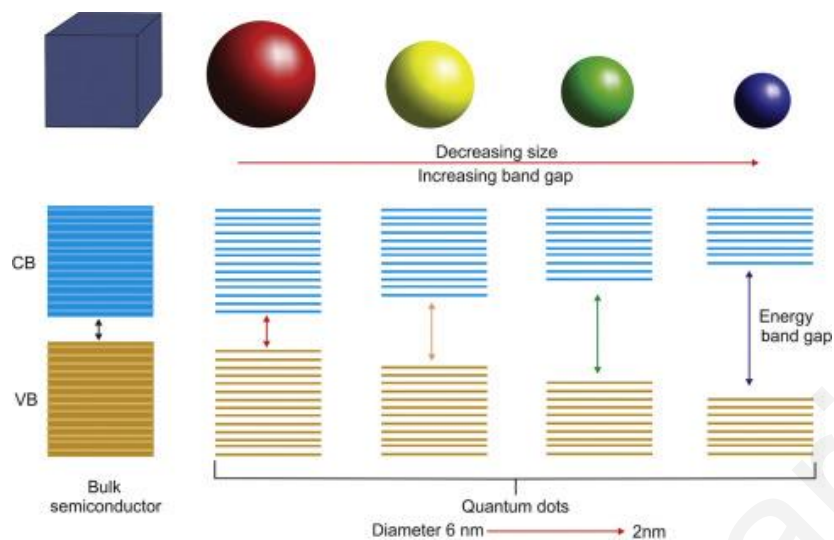 Decreasing size
Increasing band gap
CB
Energy
band gap
VB
Bulk
semiconductor
Quantum dots
Diameter 6 nm 2nm